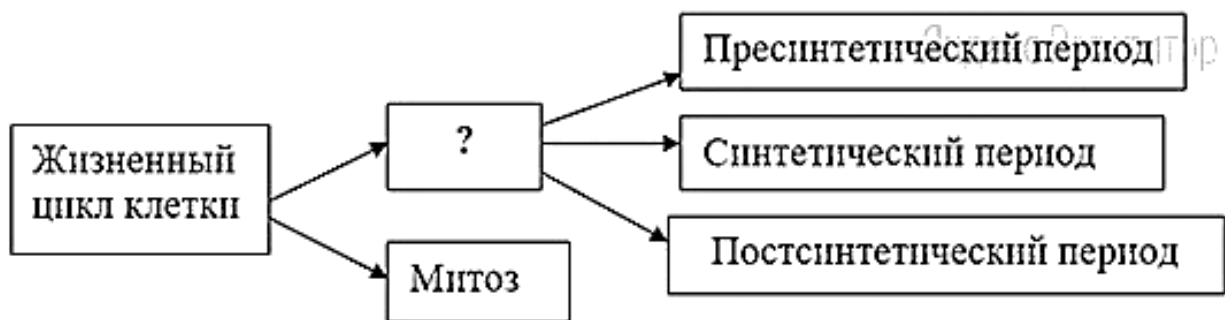 Жизненный
цикл клетки
?
Митоз
Пресинтетический период
Синтетический период
Постсинтетический период